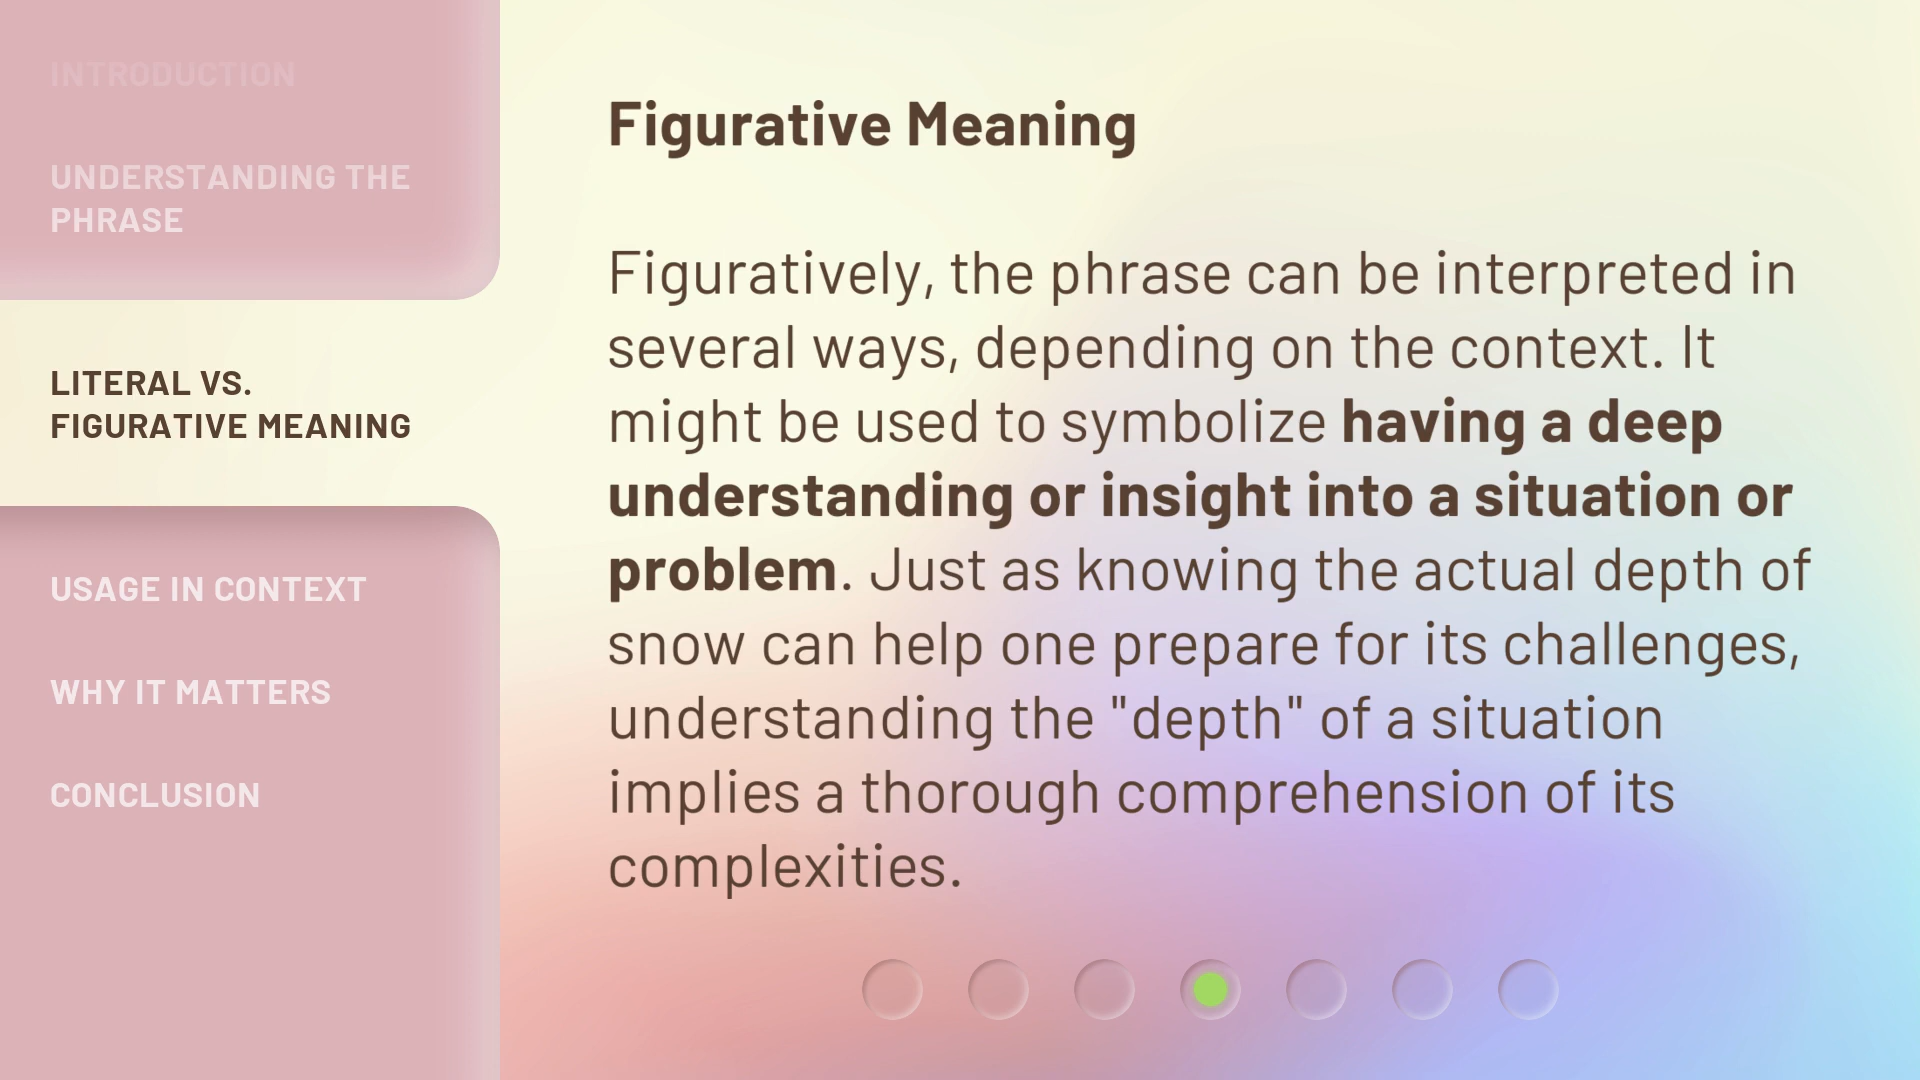 INTRODUCTION
UNDERSTANDING THE
PHRASE
LITERAL VS.
FIGURATIVE MEANING
USAGE IN CONTEXT
WHY IT MATTERS
CONCLUSION
Figurative Meaning
Figuratively, the phrase can be interpreted in
several ways, depending on the context. It
might be used to symbolize having a deep
understanding or insight into a situation or
problem. Just as knowing the actual depth of
snow can help one prepare for its challenges,
understanding the "depth" of a situation
implies a thorough comprehension of its
complexities.